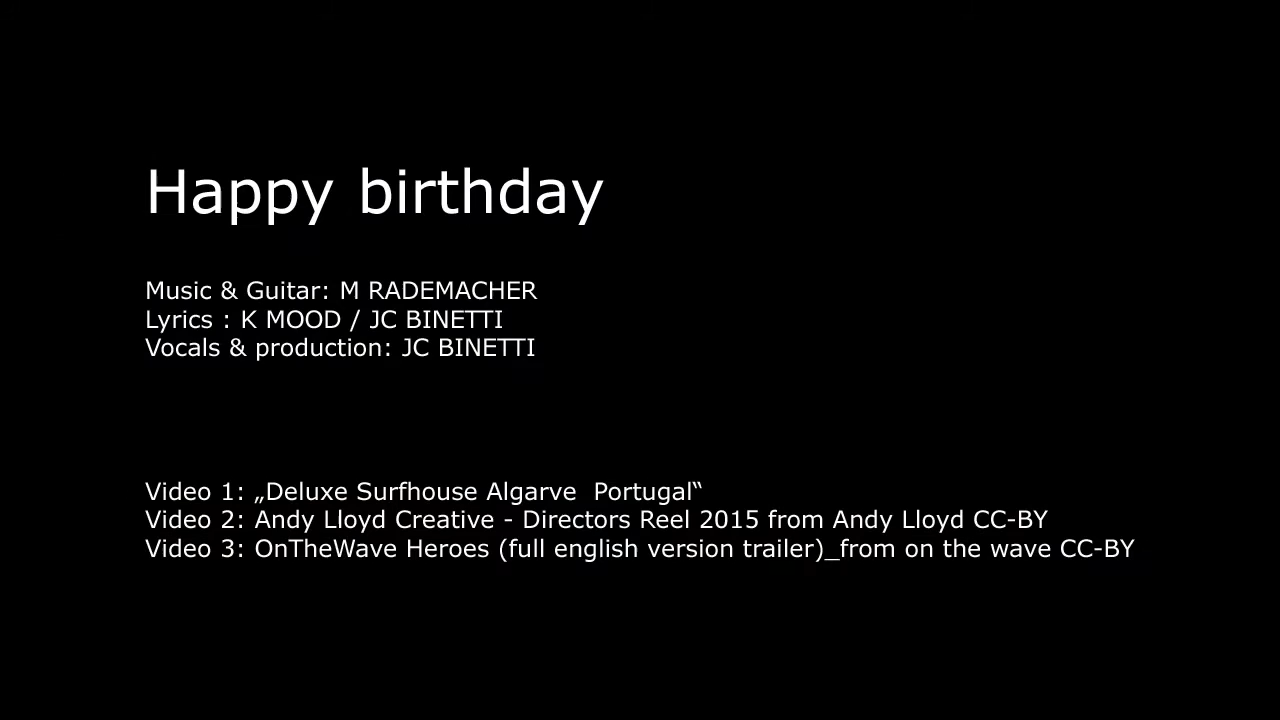 Happy birthday
Music & Guitar: M RADEMACHER
Lyrics : K MOOD / JC BINETTI
Vocals & production: JC BINETTI
Video 1: „Deluxe Surfhouse Algarve  Portugal“
Video 2: Andy Lloyd Creative - Directors Reel 2015 from Andy Lloyd CC-BY
Video 3: OnTheWave Heroes (full english version trailer)_from on the wave CC-BY